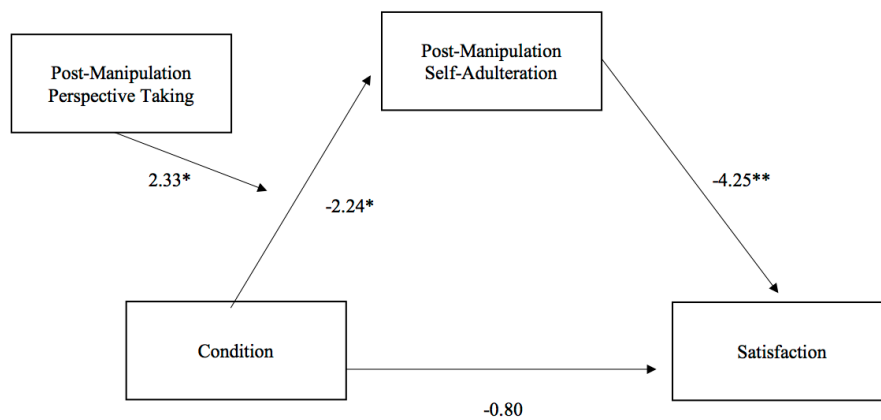 Post-Manipulation
Perspective Taking
Post-Manipulation
Self-Adulteration
2.33*
-2.24*
-4.25**
Condition
Satisfaction
-0.80